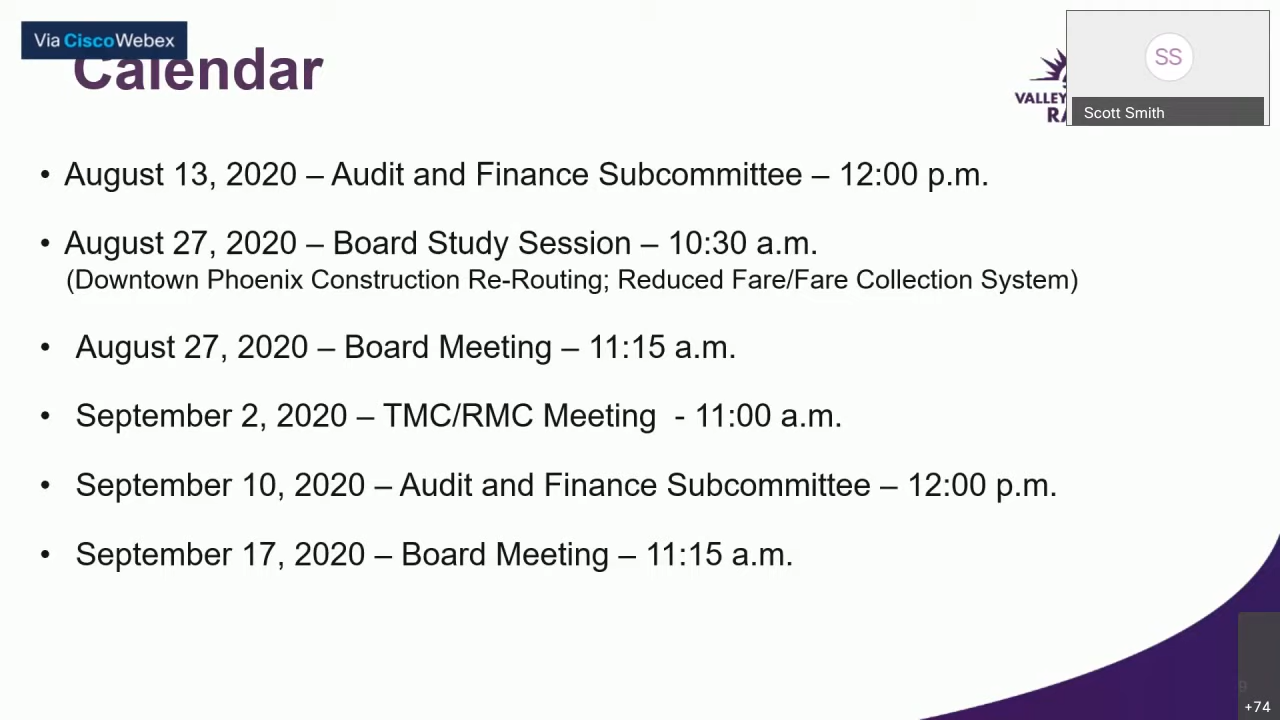 Via Cisco Webex
Calendar
VALLEY
SS
Scott Smith
• August 13, 2020 – Audit and Finance Subcommittee – 12:00 p.m.
• August 27, 2020 – Board Study Session – 10:30 a.m.
(Downtown Phoenix Construction Re-Routing; Reduced Fare/Fare Collection System)
• August 27, 2020 – Board Meeting – 11:15 a.m.
• September 2, 2020 – TMC/RMC Meeting - 11:00 a.m.
• September 10, 2020 – Audit and Finance Subcommittee – 12:00 p.m.
• September 17, 2020 – Board Meeting – 11:15 a.m.
+74